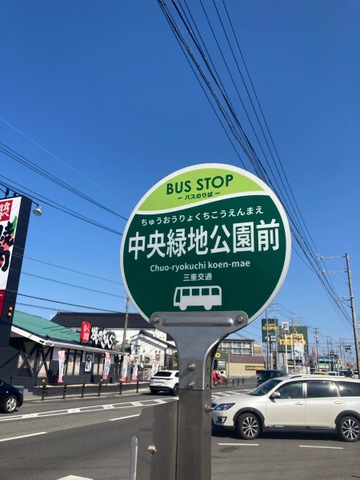 BUS STOP
ーバスのりばー
ちゅうおうりょくちこうえんまえ
中央緑地公園前
Chuo-ryokuchi koen-mae
三重交通